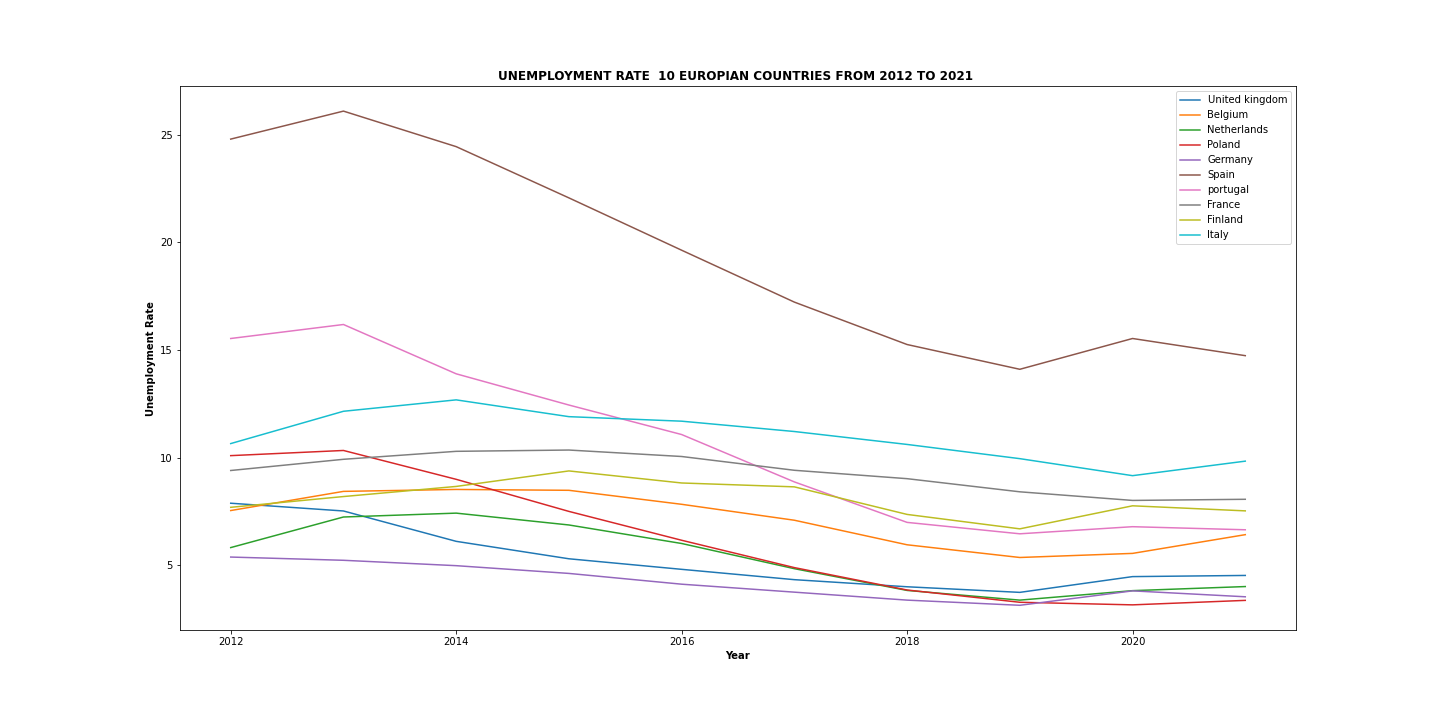 UNEMPLOYMENT RATE  10 EUROPIAN COUNTRIES FROM 2012 TO 2021
United kingdom
Belgium
Netherlands
Poland
Germany
Spain
portugal
France
Finland
Italy
Unemployment Rate
25
20
15
10
5
2012 2014 2016 2018 2020
Year